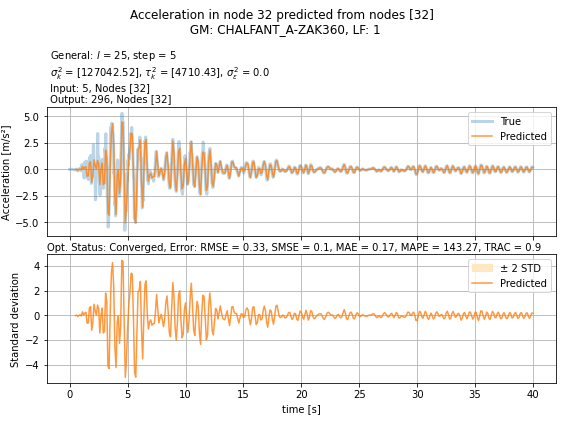 Acceleration in node 32 predicted from nodes [32]
GM: CHALFANT_A-ZAK360, LF: 1
General: l = 25, step = 5
σ_k^2 = [127042.52], τ_k^2 = [4710.43], σ_ε^2 = 0.0
Input: 5, Nodes [32]
Output: 296, Nodes [32]
Acceleration [m/s²]
5.0
2.5
0.0
−2.5
−5.0
True
Predicted
Opt. Status: Converged, Error: RMSE = 0.33, SMSE = 0.1, MAE = 0.17, MAPE = 143.27, TRAC = 0.9
Standard deviation
4
2
0
−2
−4
± 2 STD
Predicted
0 5 10 15 20 25 30 35 40
time [s]